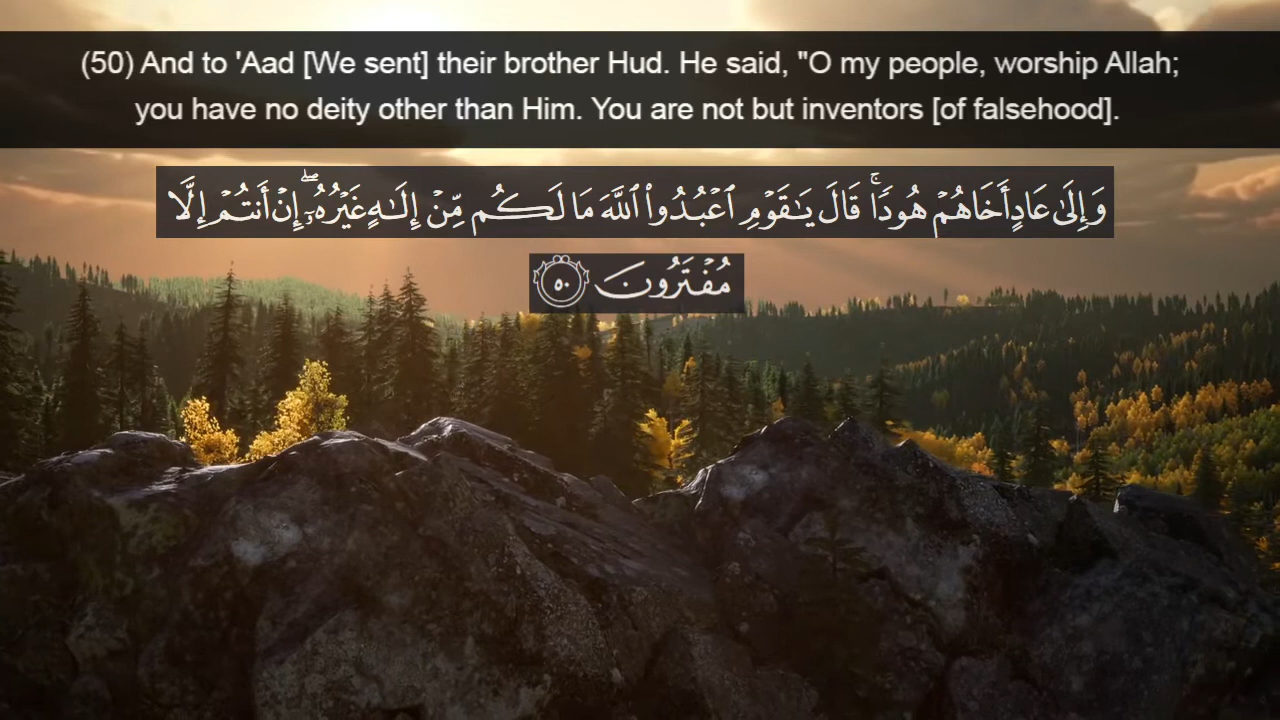 (50) And to 'Aad [We sent] their brother Hud. He said, "O my people, worship Allah;
you have no deity other than Him. You are not but inventors [of falsehood].
وَإِلَىٰ عَادٍ أَخَاهُمْ هُودًا ۚ قَالَ يَـٰقَوْمِ ٱعْبُدُوا۟ ٱللَّهَ مَا لَكُم مِّنْ إِلَـٰهٍ غَيْرُهُۥٓ ۖ إِنْ أَنتُمْ إِلَّا
مُفْتَرُونَ ٥٠